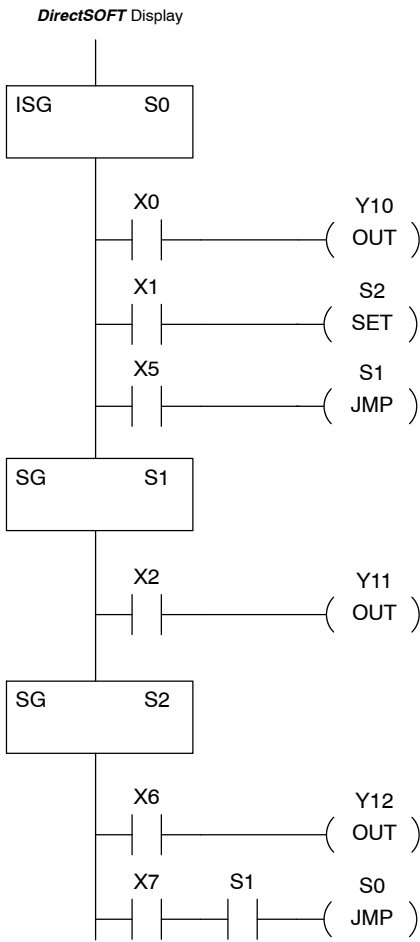 DirectSOFT Display
ISG S0
X0 Y10
OUT
X1 S2
SET
X5 S1
JMP
SG S1
X2 Y11
OUT
SG S2
X6 Y12
OUT
X7 S1 S0
JMP